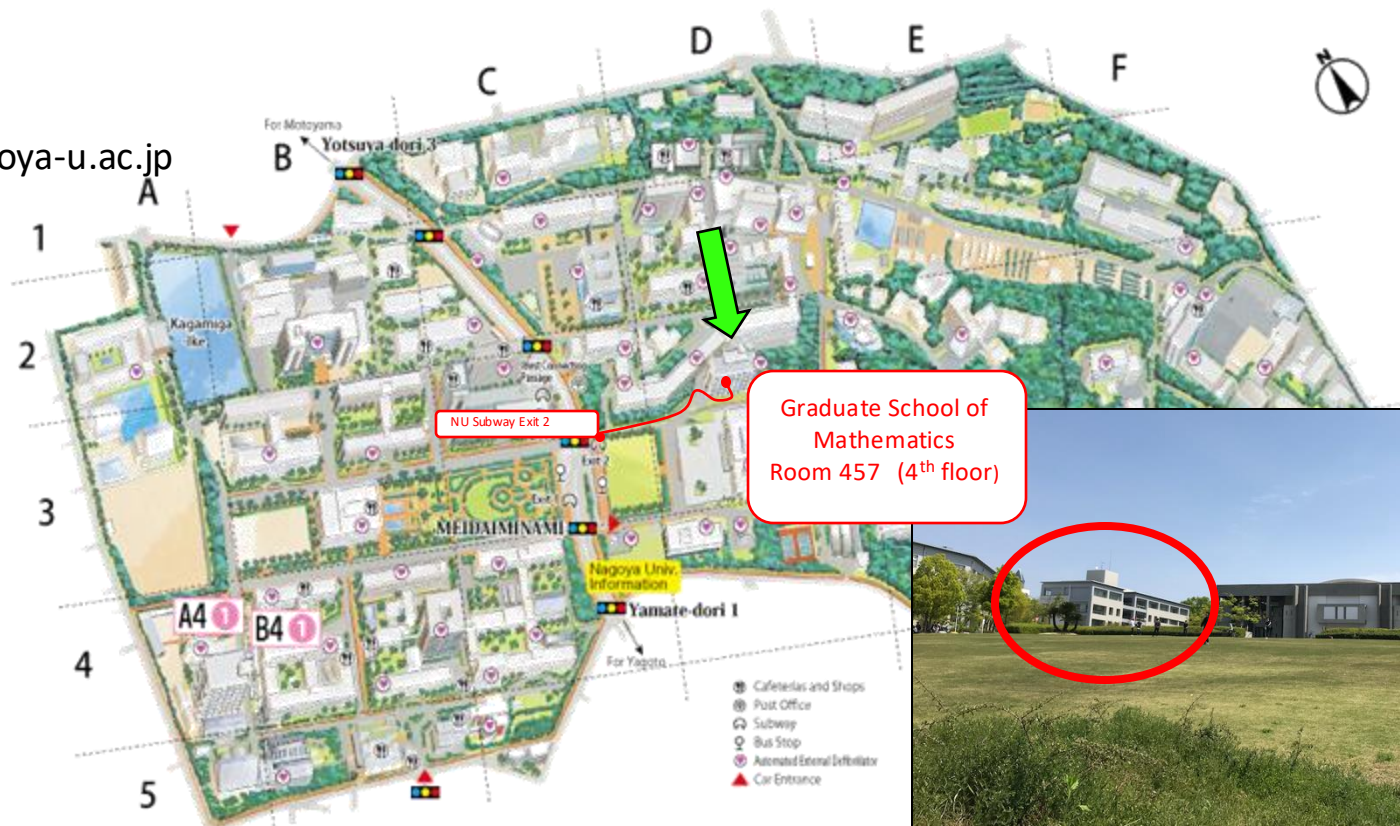 D
E
F
C
N
For Motoyama
Yotsuya-dori 3
B
oya-u.ac.jp
A
1
Kagamiga
Ike
2
West Connecting
Passage
NU Subway Exit 2
Exit 2
Graduate School of
Mathematics
Room 457 (4th floor)
3
Exit 1
MEIDAIMINAMI
Nagoya Univ.
Information
A4 1
B4 1
Yamate-dori 1
4
For Yagoto
Cafeterias and Shops
Post Office
Subway
Bus Stop
Automated External Defibrillator
Car Entrance
5